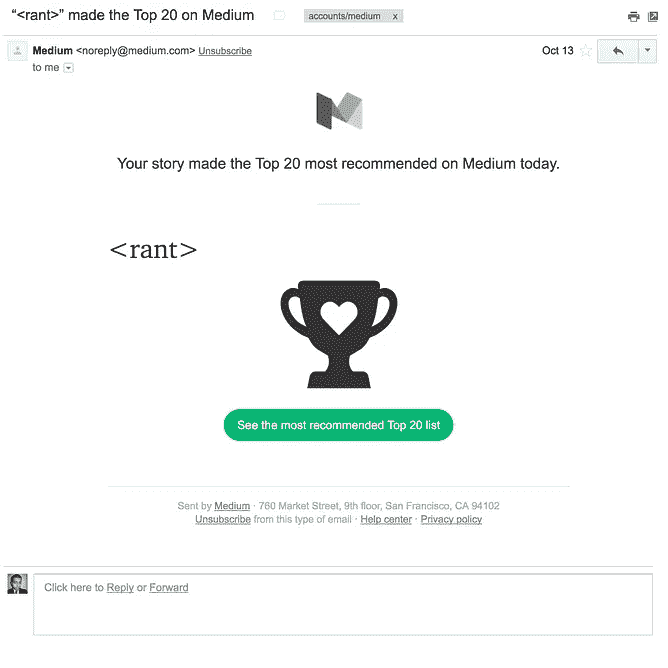 “<rant>” made the Top 20 on Medium
accounts/medium x
Medium <noreply@medium.com> Unsubscribe
Oct 13
to me
Your story made the Top 20 most recommended on Medium today.
<rant>
See the most recommended Top 20 list
Sent by Medium · 760 Market Street, 9th floor, San Francisco, CA 94102
Unsubscribe from this type of email · Help center · Privacy policy
Click here to Reply or Forward